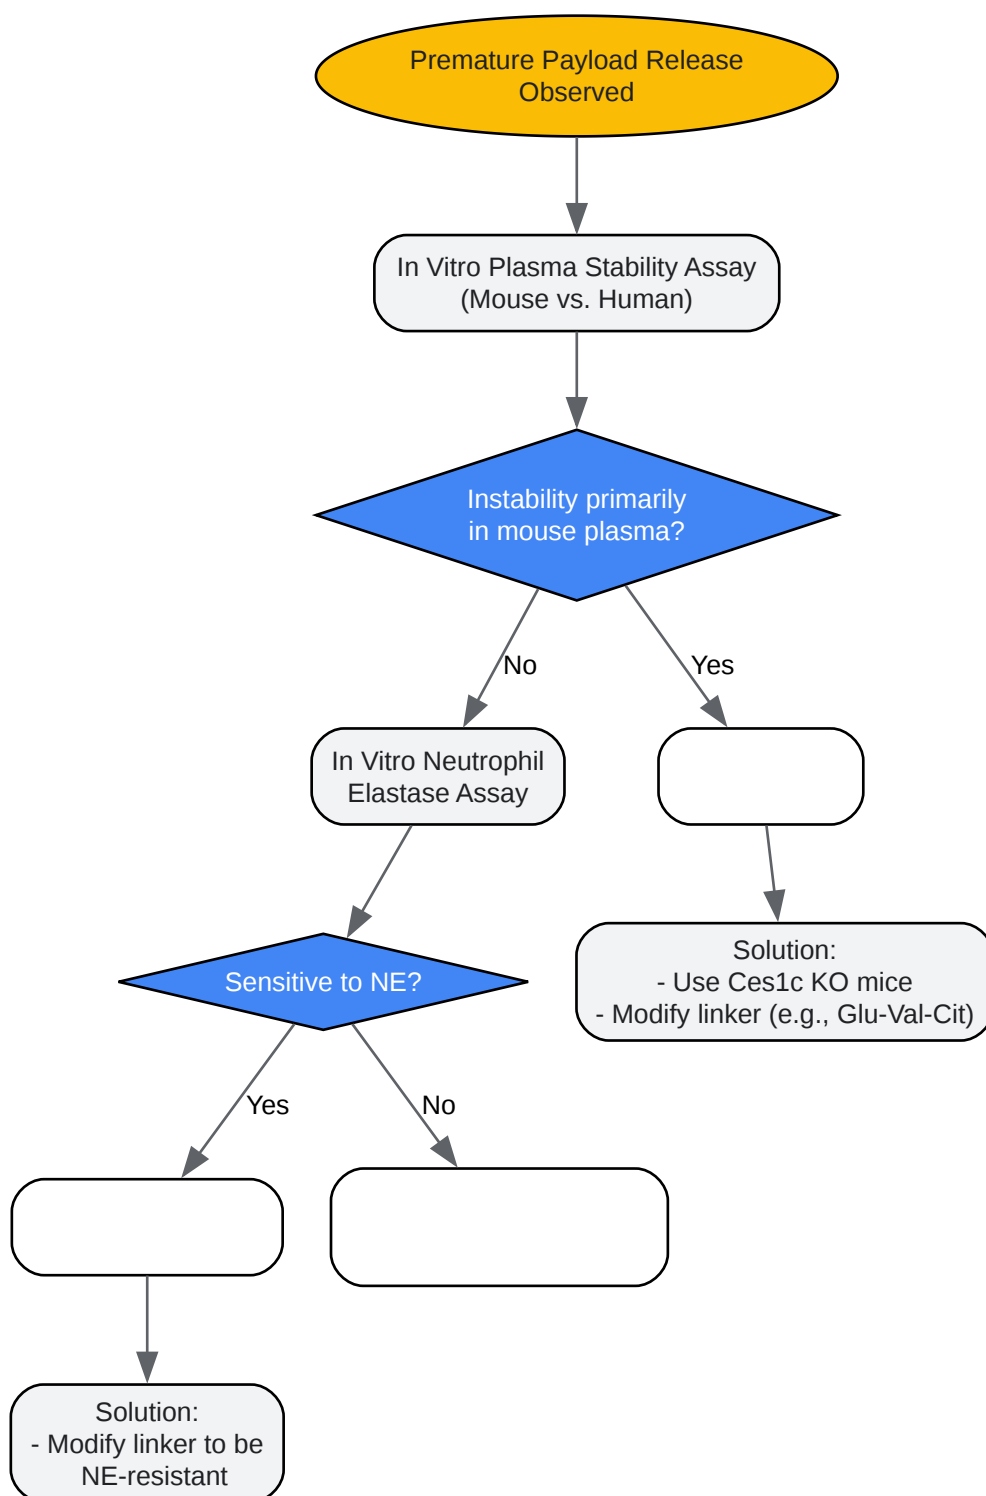 Premature Payload Release
Observed
In Vitro Plasma Stability Assay
(Mouse vs. Human)
Instability primarily
in mouse plasma?
No
Yes
In Vitro Neutrophil
Elastase Assay
Solution:
- Use Ces1c KO mice
- Modify linker (e.g., Glu-Val-Cit)
Sensitive to NE?
Yes
No
Solution:
- Modify linker to be
NE-resistant